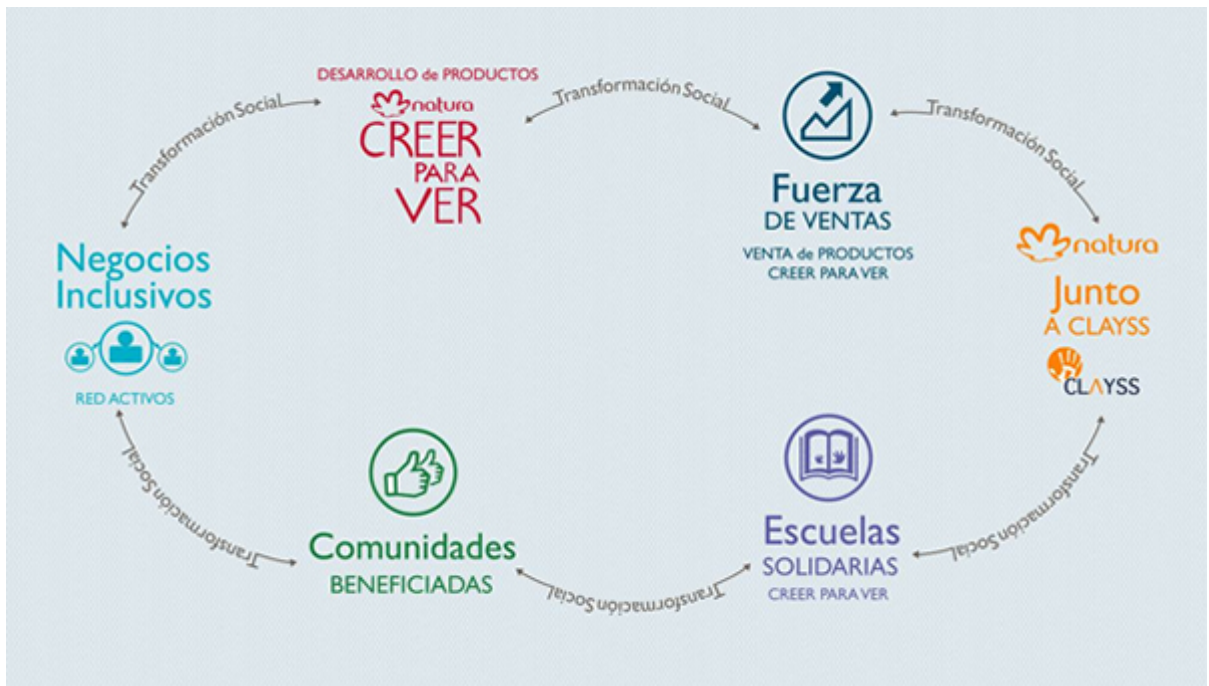 DESARROLLO de PRODUCTOS
natura
CREER
PARA
VER
Transformación Social
Fuerza
DE VENTAS
VENTA de PRODUCTOS
CREER PARA VER
Transformación Social
natura
Junto
A CLAYSS
CLAYSS
Transformación Social
Escuelas
SOLIDARIAS
CREER PARA VER
Transformación Social
Comunidades
BENEFICIADAS
Transformación Social
Negocios
Inclusivos
RED ACTIVOS
Transformación Social